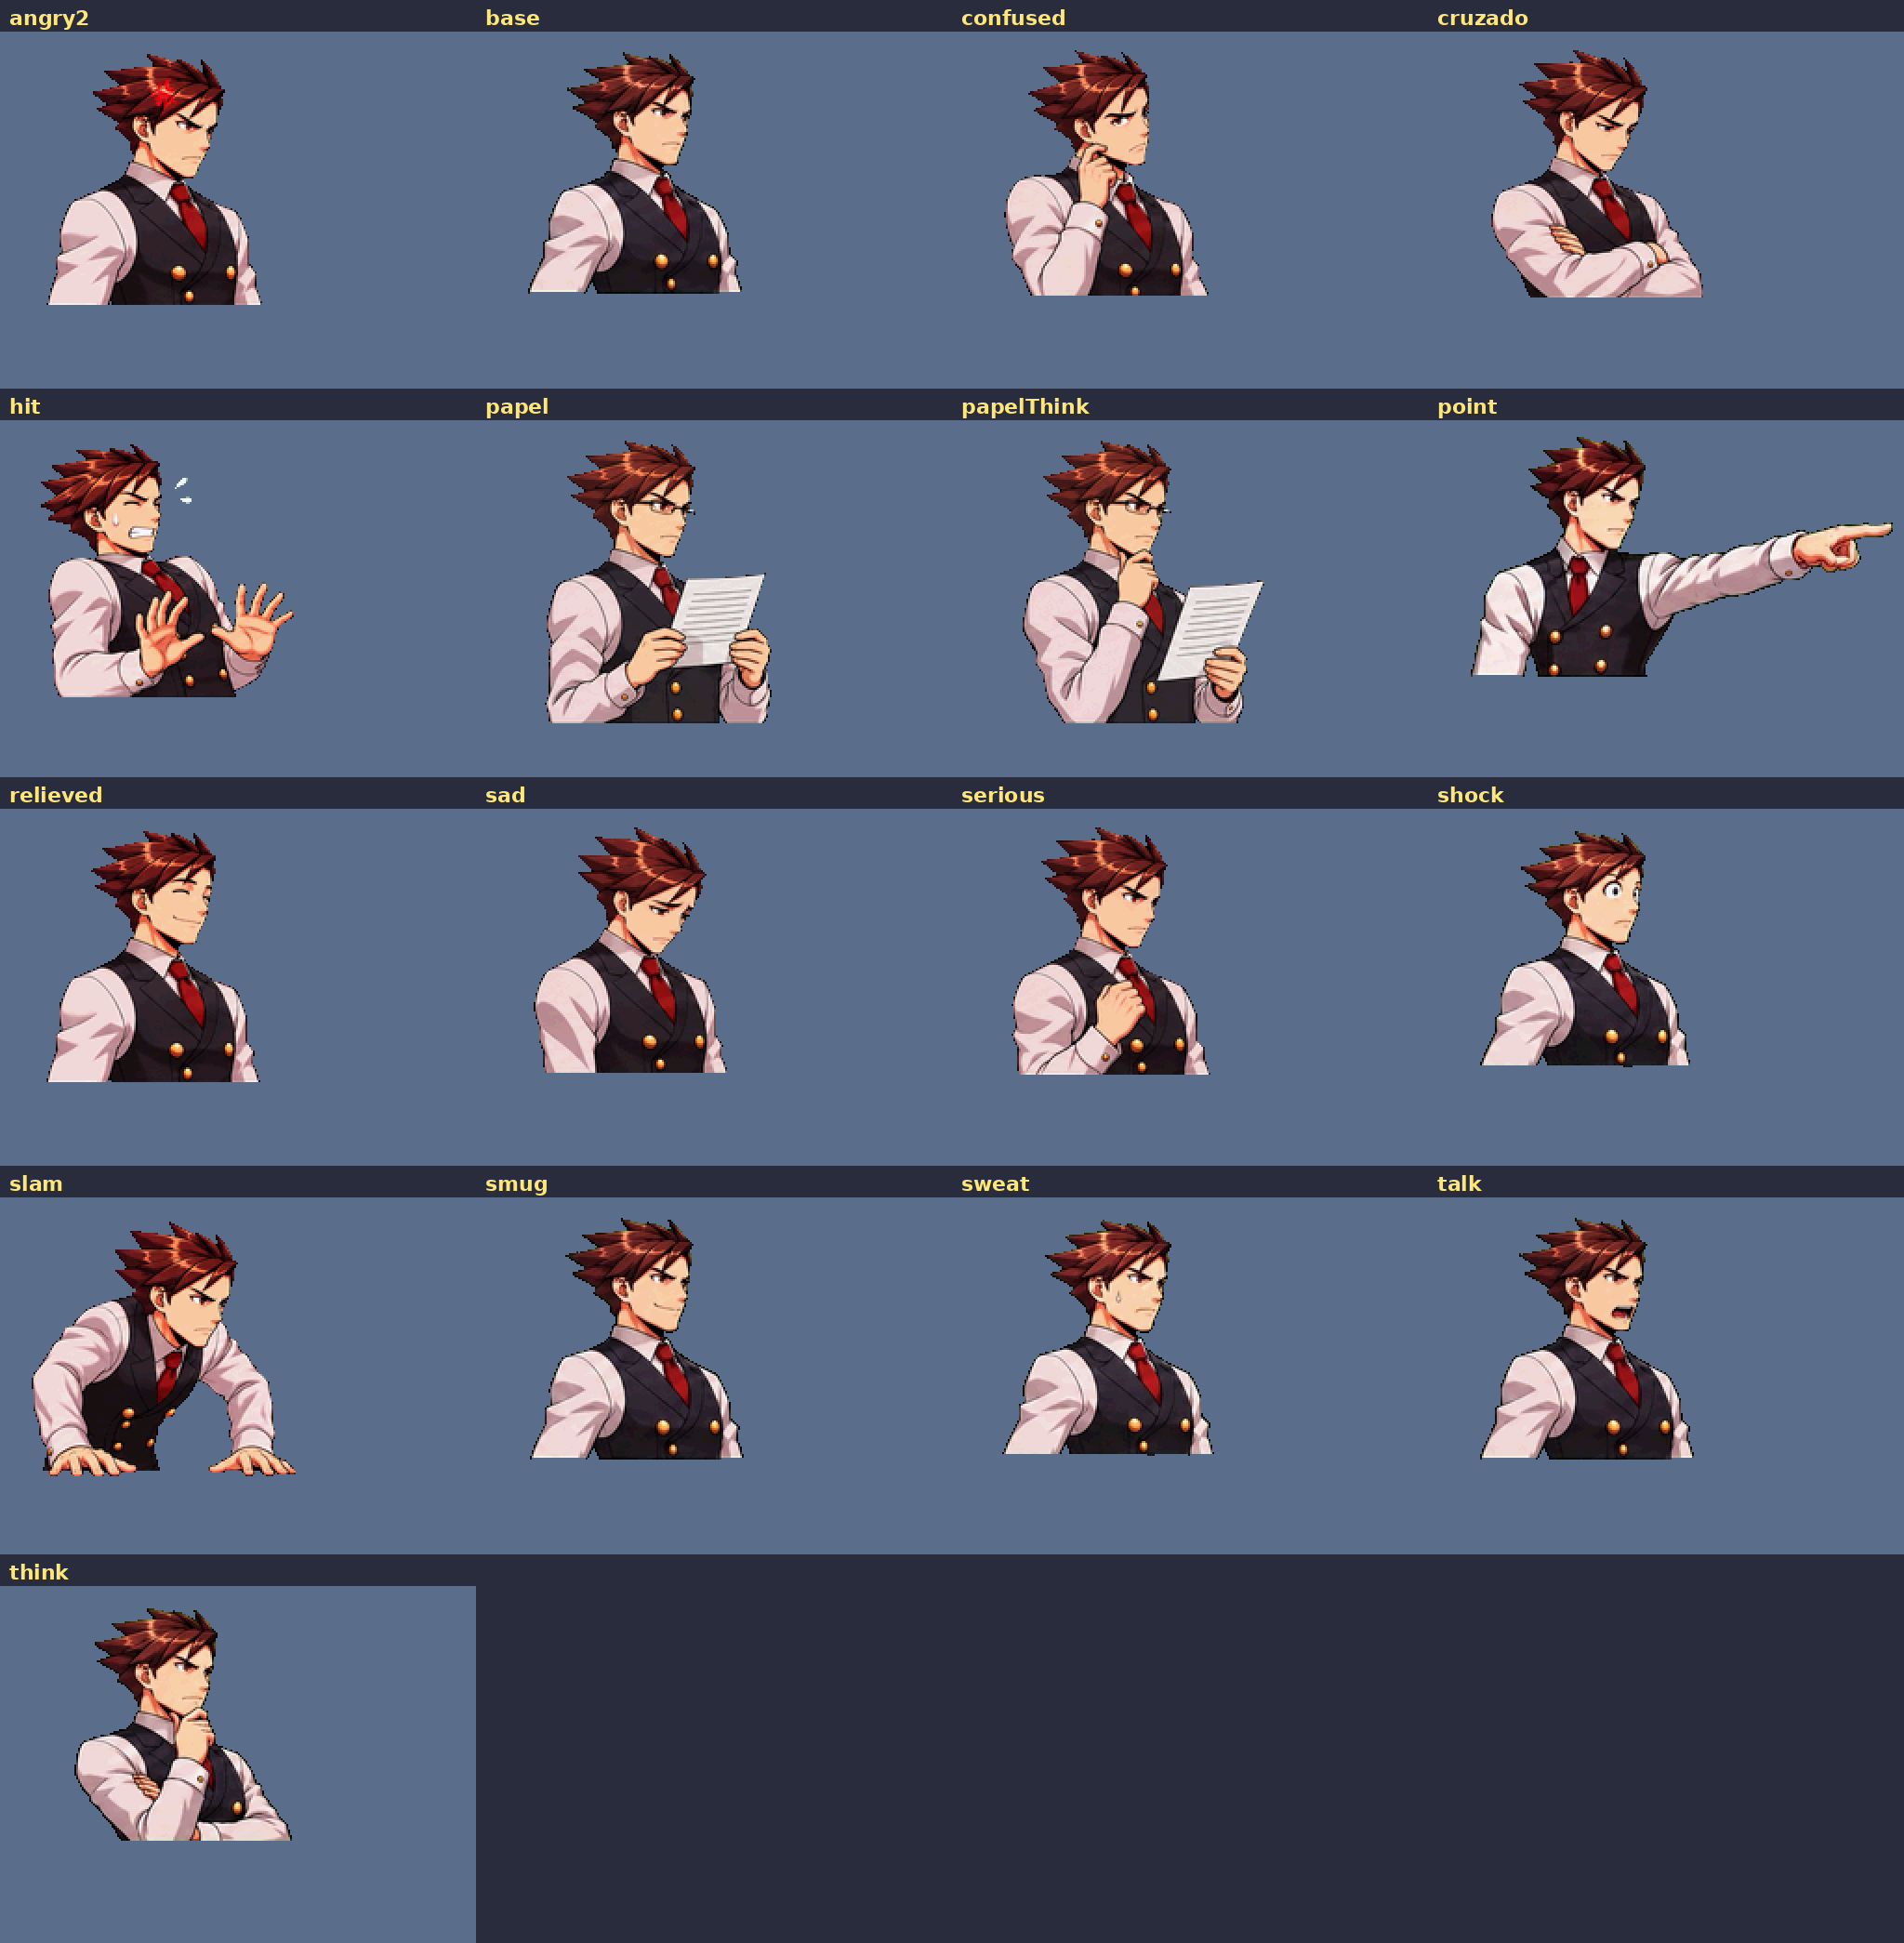 angry2
base
confused
cruzado
hit
papel
papelThink
point
relieved
sad
serious
shock
slam
smug
sweat
talk
think